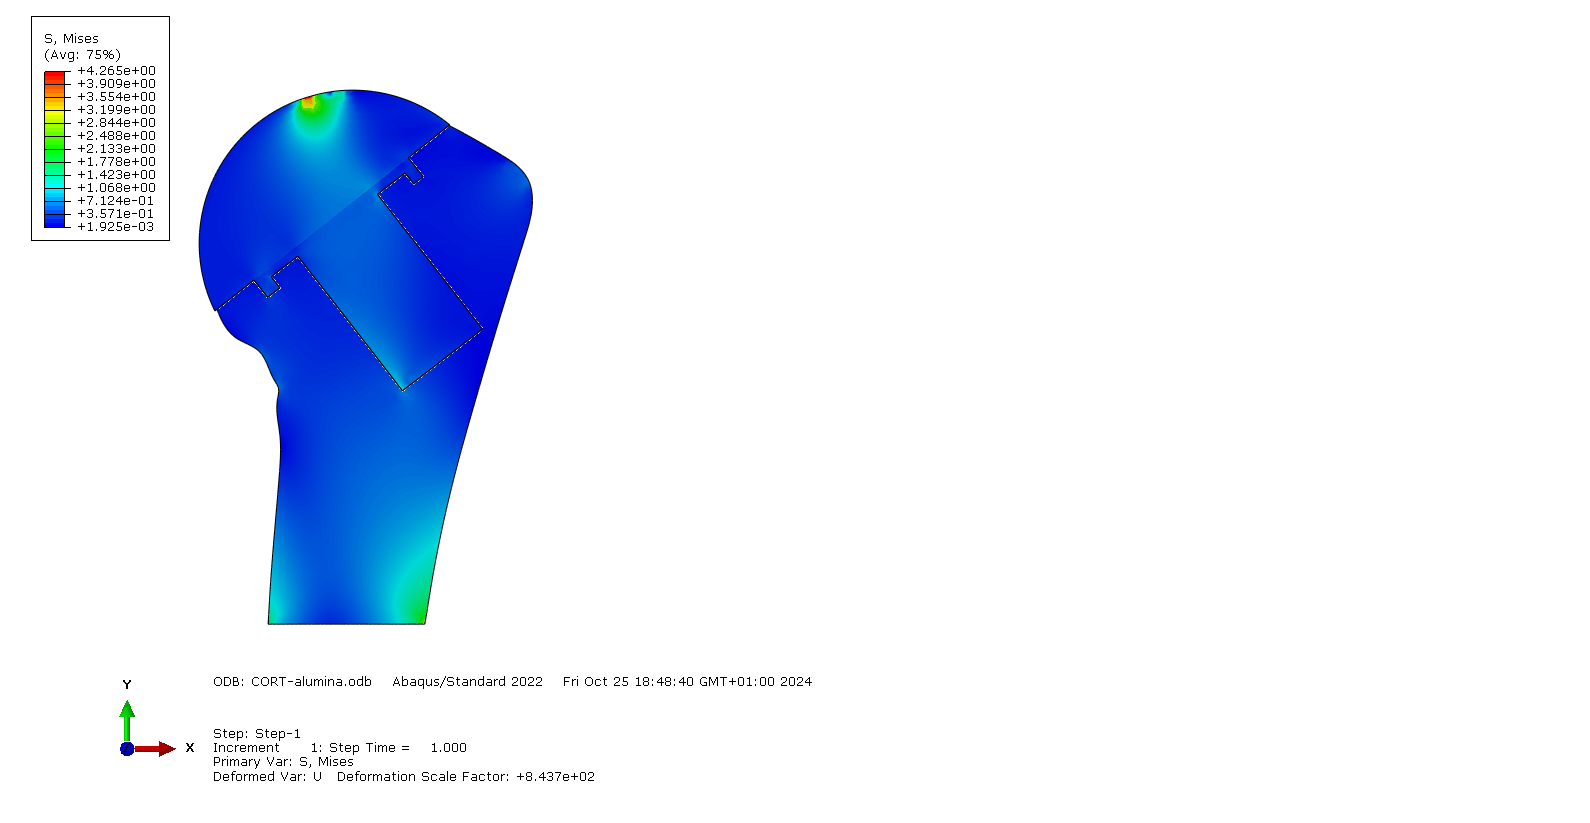 S, Mises
(Avg: 75%)
+4.265e+00
+3.909e+00
+3.554e+00
+3.199e+00
+2.844e+00
+2.488e+00
+2.133e+00
+1.778e+00
+1.423e+00
+1.068e+00
+7.124e-01
+3.571e-01
+1.925e-03
Y
X
ODB: CORT-alumina.odb Abaqus/Standard 2022 Fri Oct 25 18:48:40 GMT+01:00 2024
Step: Step-1
Increment 1: Step Time = 1.000
Primary Var: S, Mises
Deformed Var: U Deformation Scale Factor: +8.437e+02